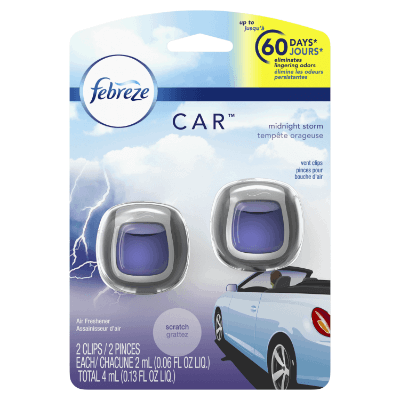 up to
jusqu'à
60 DAYS*
JOURS*
eliminates
lingering odors
élimine les odeurs
persistantes
febreze
CAR™
midnight storm
tempête orageuse
vent clips
pinces pour
bouche d'air
Air Freshener
Assainisseur d'air
scratch
grattez
2 CLIPS / 2 PINCES
EACH / CHACUNE 2 mL (0.06 FL OZ LIQ.)
TOTAL 4 mL (0.13 FL OZ LIQ.)